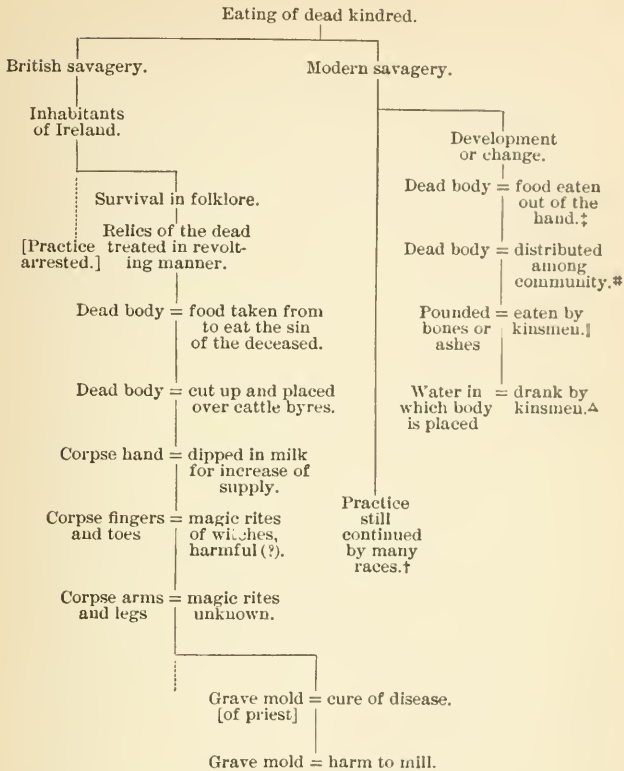 Eating of dead kindred.
British savagery.
Modern savagery.
Inhabitants
of Ireland.
Survival in folklore.
[Practice
arrested.]
Relics of the dead
treated in revolt-
ing manner.
Dead body = food taken from
to eat the sin
of the deceased.
Dead body = cut up and placed
over cattle byres.
Corpse hand = dipped in milk
for increase of
supply.
Corpse fingers = magic rites
and toes of witches,
harmful (?).
Corpse arms = magic rites
and legs unknown.
Grave mold = cure of disease.
[of priest]
Grave mold = harm to mill.
Development
or change.
Dead body = food eaten
out of the
hand.‡
Dead body = distributed
among
community.#
Pounded = eaten by
bones or kinsmen.‖
ashes
Water in = drank by
which body kinsmen.△
is placed
Practice
still
continued
by many
races.†